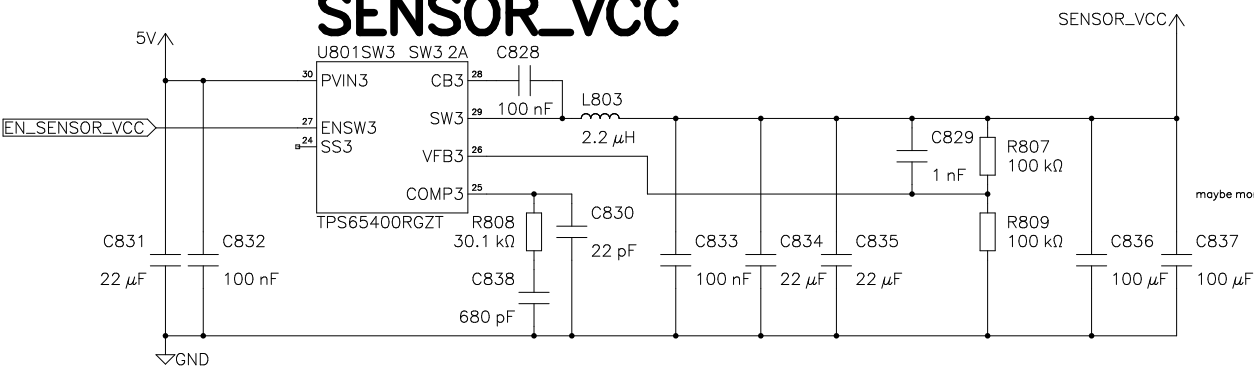 SENSOR_VCC
SENSOR_VCC
5V
U801SW3 SW3 2A
C828
30 PVIN3
CB3 28
100 nF
L803
EN_SENSOR_VCC
27 ENSW3
SW3 29
2.2 µH
24 SS3
VFB3 26
C829
1 nF
R807
100 kΩ
COMP3 25
TPS65400RGZT
R808
30.1 kΩ
C830
22 pF
R809
100 kΩ
maybe mo
C831
22 µF
C832
100 nF
C838
680 pF
C833
100 nF
C834
22 µF
C835
22 µF
C836
100 µF
C837
100 µF
GND